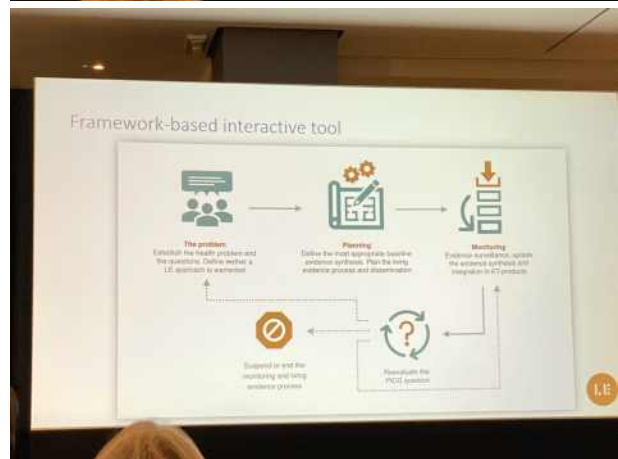 Framework-based interactive tool
The problem
Establish the health problem and
the questions. Define wether a
LE approach is warranted
Planning
Define the most appropriate baseline
evidence synthesis. Plan the living
evidence process and dissemination
Monitoring
Evidence surveillance, update
the evidence synthesis and
integration in KT products
?
Suspend or end the
monitoring and living
evidence process
Reevaluate the
PICO question
LE